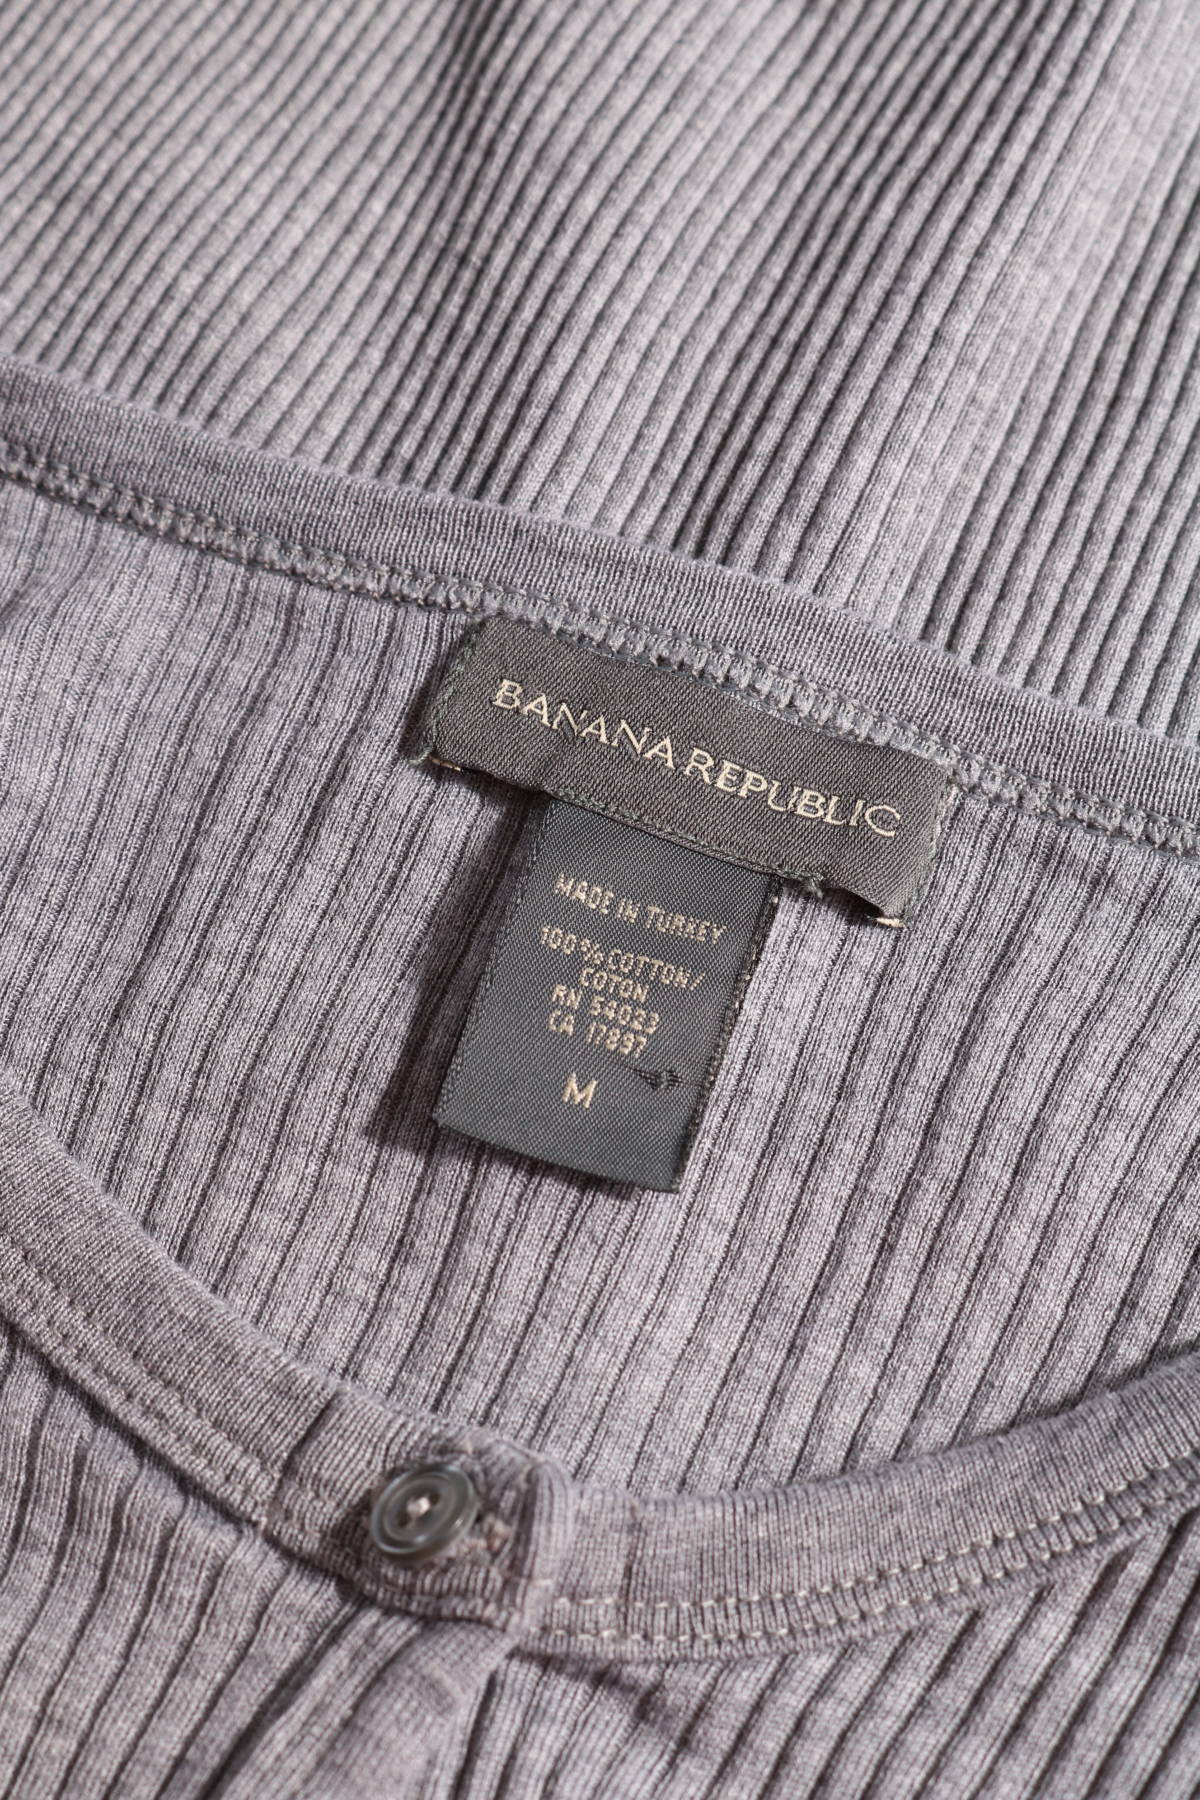 BANANA REPUBLIC
MADE IN TURKEY
100% COTTON/
COTON
RN 54023
CA 17897
M